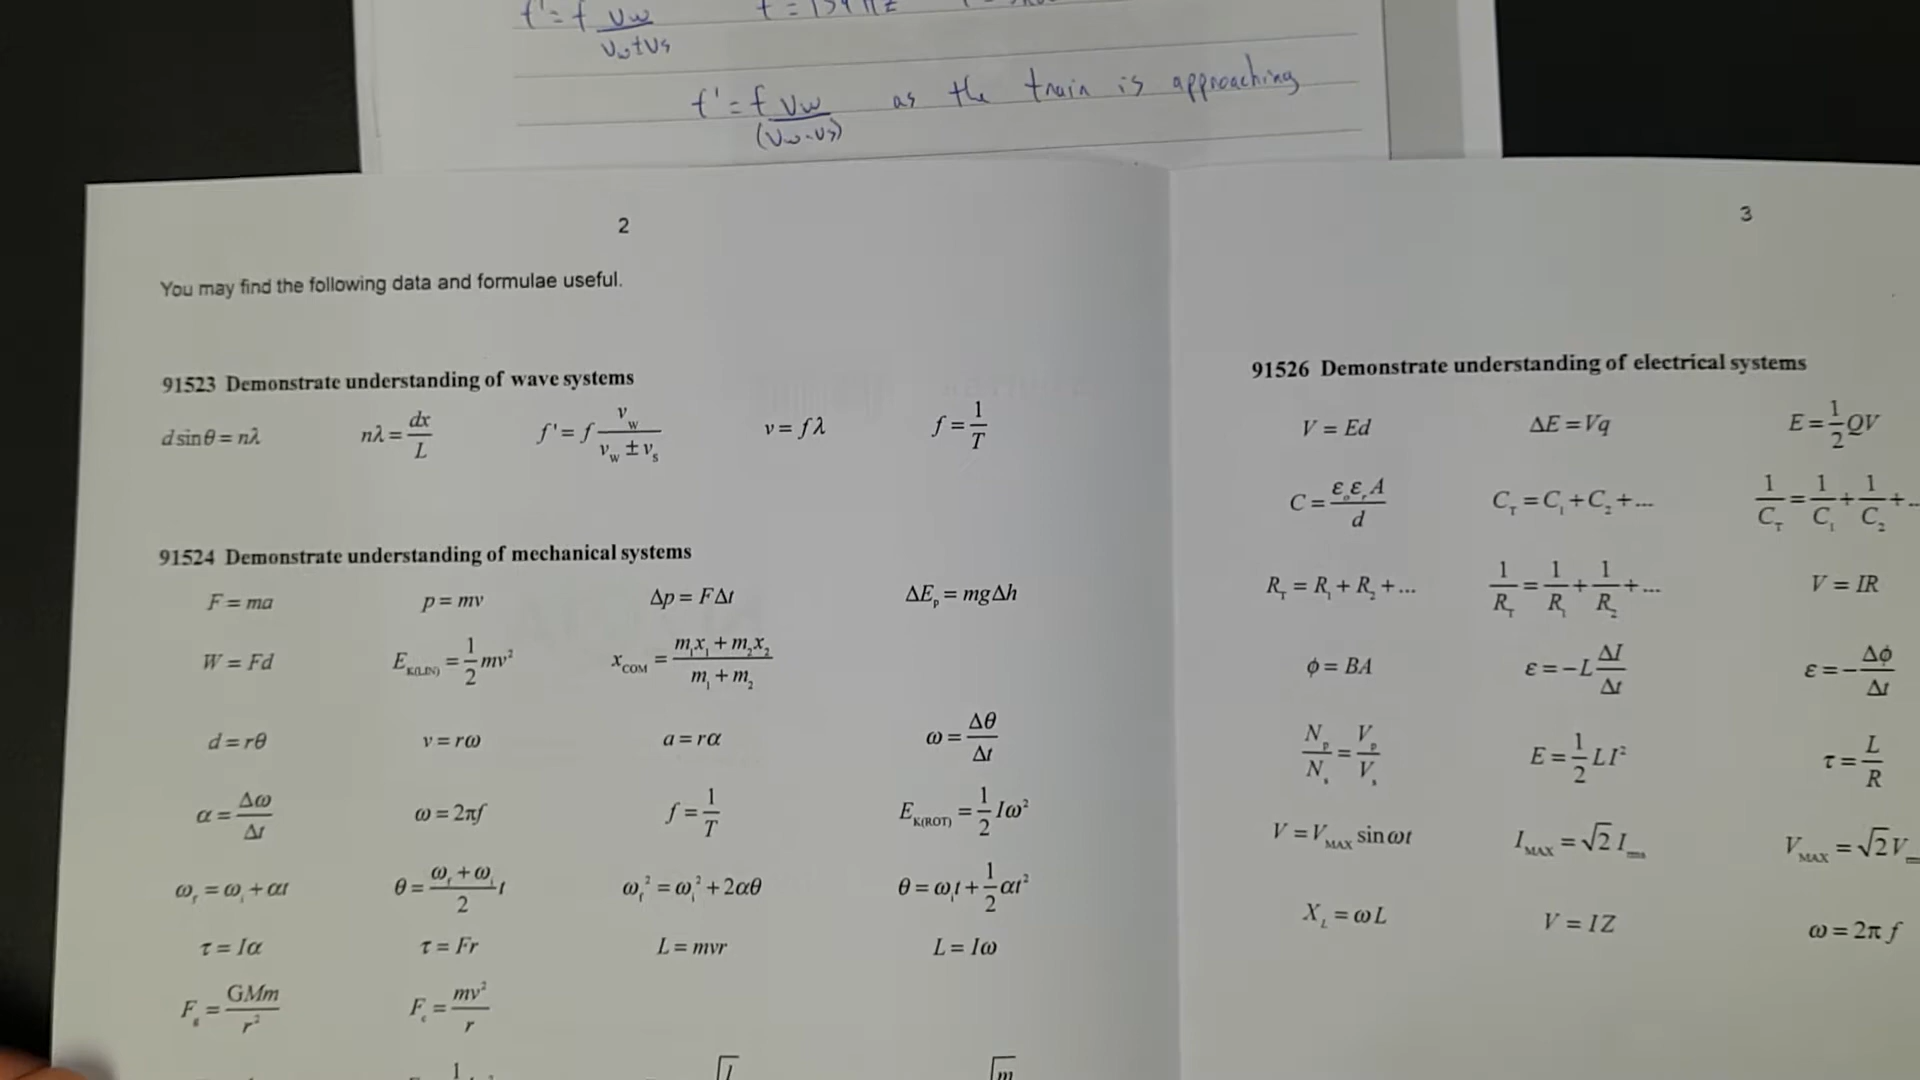 f' = f vw / vw ± vs
f' = f vw / (vw - vs) as the train is approaching
2
You may find the following data and formulae useful.
91523 Demonstrate understanding of wave systems
d sinθ = nλ nλ = dx/L f' = f vw/(vw ± vs) v = fλ f = 1/T
91524 Demonstrate understanding of mechanical systems
F = ma p = mv Δp = FΔt ΔEp = mgΔh
W = Fd EK(LIN) = 1/2 mv² xCOM = (m1x1 + m2x2)/(m1 + m2)
d = rθ v = rω a = rα ω = Δθ/Δt
α = Δω/Δt ω = 2πf f = 1/T EK(ROT) = 1/2 Iω²
ωf = ωi + αt θ = (ωf + ωi)/2 t ωf² = ωi² + 2αθ θ = ωit + 1/2 αt²
τ = Iα τ = Fr L = mvr L = Iω
Fg = GMm/r² Fc = mv²/r
3
91526 Demonstrate understanding of electrical systems
V = Ed ΔE = Vq E = 1/2 QV
C = εoεrA/d CT = C1 + C2 + ... 1/CT = 1/C1 + 1/C2 + ..
RT = R1 + R2 + ... 1/RT = 1/R1 + 1/R2 + ... V = IR
ϕ = BA ε = -L ΔI/Δt ε = - Δϕ/Δt
Np/Ns = Vp/Vs E = 1/2 LI² τ = L/R
V = VMAX sin ωt IMAX = √2 Irms VMAX = √2 V
XL = ωL V = IZ ω = 2πf